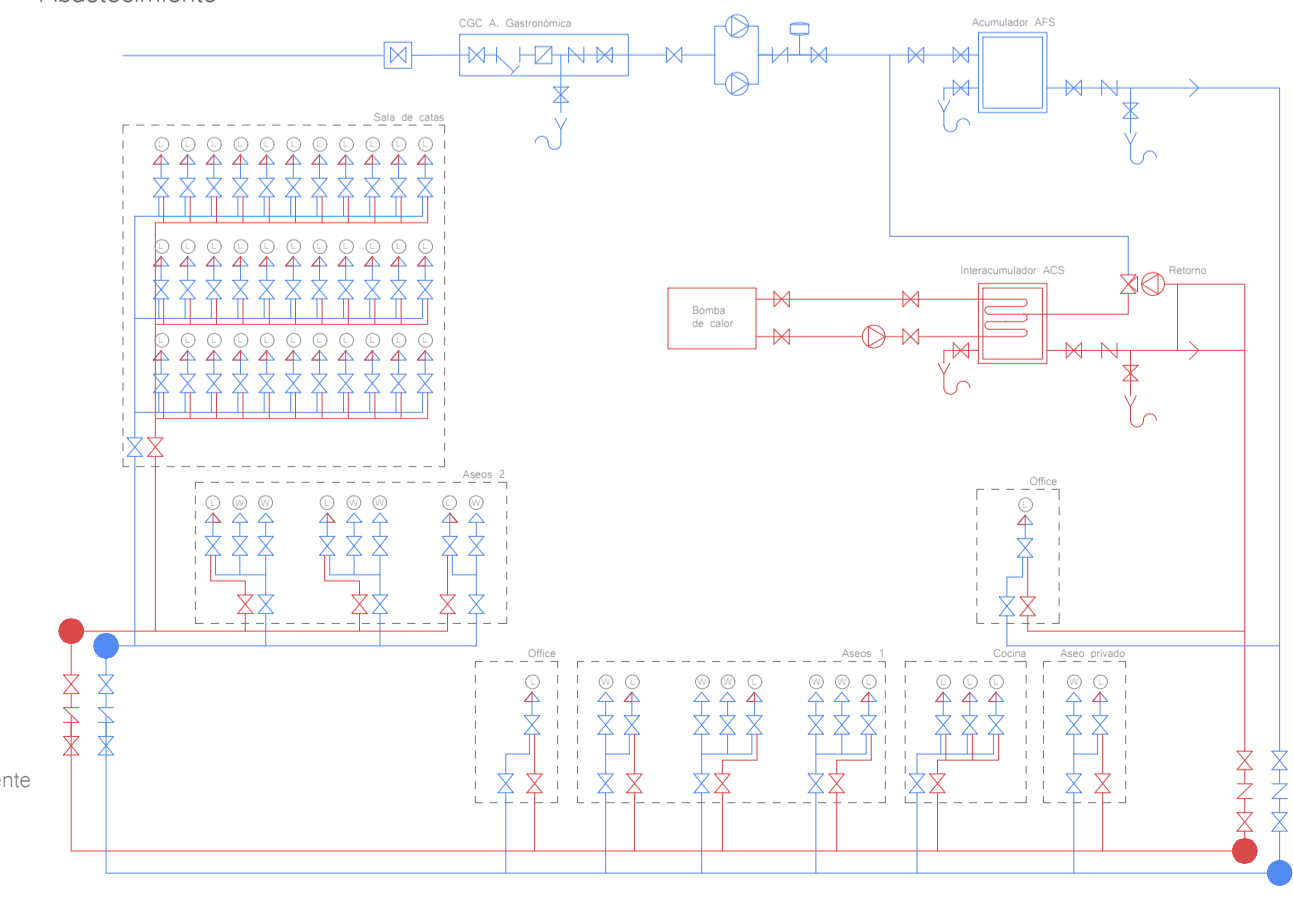 Abastecimiento
CGC A. Gastronómica
Acumulador AFS
Sala de catas
L L L L L L L L L L L
L L L L L L L L L L L
L L L L L L L L L L L
Interacumulador ACS
Retorno
Bomba
de calor
Aseos 2
L W W L W W L W
Office
L
Office
L
Aseos 1
W L W W L W W L
Cocina
L L L
Aseo privado
W L
ente